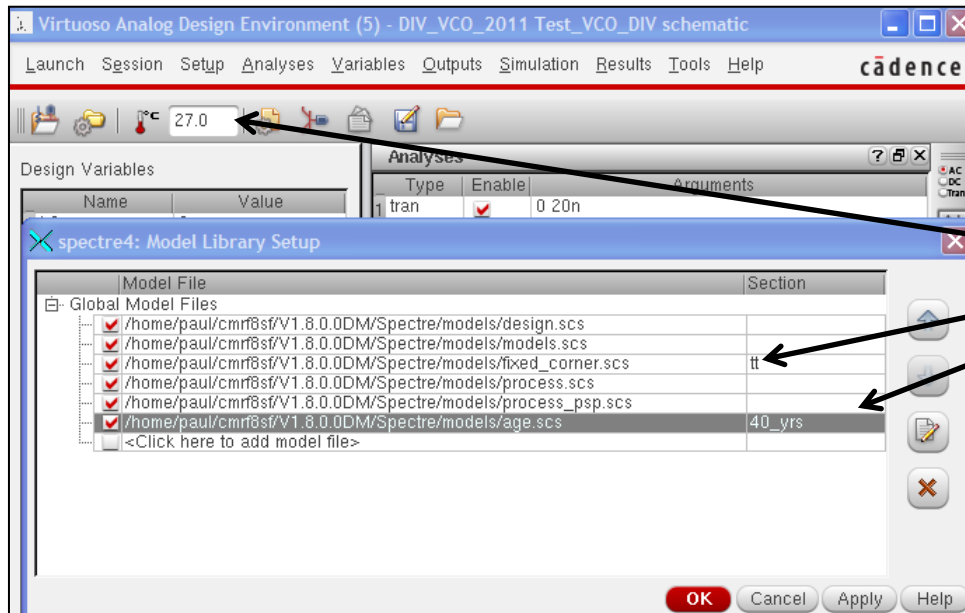 Virtuoso Analog Design Environment (5) - DIV_VCO_2011 Test_VCO_DIV schematic
Launch Session Setup Analyses Variables Outputs Simulation Results Tools Help cādence
°C 27.0
Design Variables
Name Value
Analyses
Type Enable Arguments
1 tran 0 20n
AC
DC
Tran
spectre4: Model Library Setup
Model File Section
Global Model Files
/home/paul/cmrf8sf/V1.8.0.0DM/Spectre/models/design.scs
/home/paul/cmrf8sf/V1.8.0.0DM/Spectre/models/models.scs
/home/paul/cmrf8sf/V1.8.0.0DM/Spectre/models/fixed_corner.scs tt
/home/paul/cmrf8sf/V1.8.0.0DM/Spectre/models/process.scs
/home/paul/cmrf8sf/V1.8.0.0DM/Spectre/models/process_psp.scs
/home/paul/cmrf8sf/V1.8.0.0DM/Spectre/models/age.scs 40_yrs
<Click here to add model file>
OK Cancel Apply Help